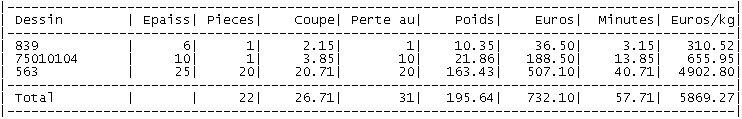 |---------------------------------------------------------------------------------------|
| Dessin | Epaiss| Pieces| Coupe| Perte au| Poids| Euros| Minutes| Euros/kg|
|---------------------------------------------------------------------------------------|
| 839 6| 1| 2.15| 1| 10.35| 36.50| 3.15| 310.52|
| 75010104 10| 1| 3.85| 10| 21.86| 188.50| 13.85| 655.95|
| 563 25| 20| 20.71| 20| 163.43| 507.10| 40.71| 4902.80|
|---------------------------------------------------------------------------------------|
| Total | | 22| 26.71| 31| 195.64| 732.10| 57.71| 5869.27|
|---------------------------------------------------------------------------------------|